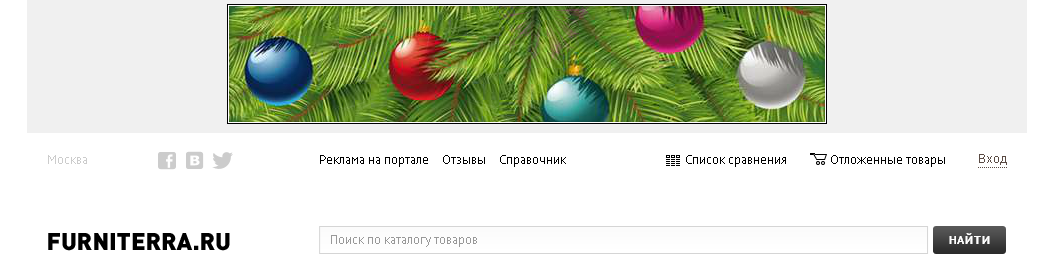 Москва Реклама на портале Отзывы Справочник Список сравнения Отложенные товары Вход
FURNITERRA.RU Поиск по каталогу товаров НАЙТИ